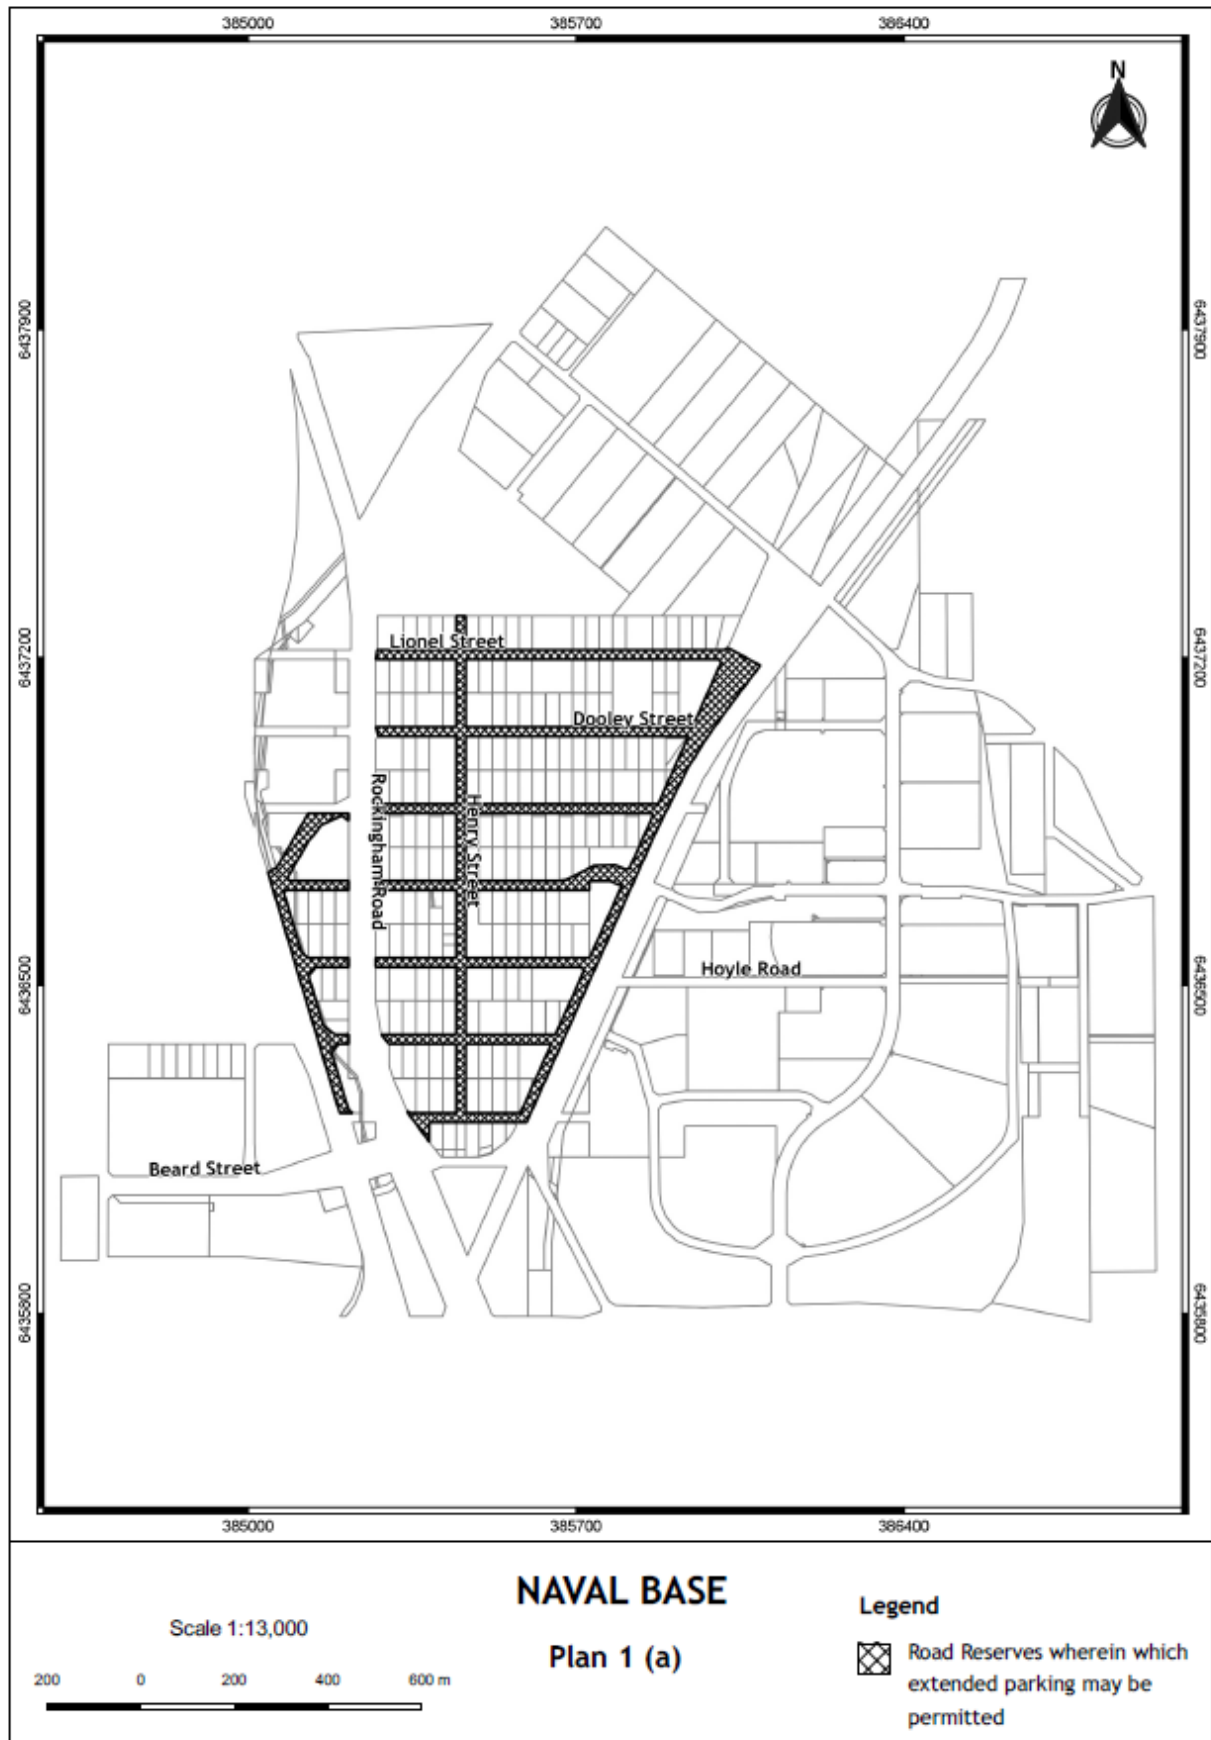 385000 385700 386400
N
6437900 6437900
Lionel Street
6437200 6437200
Dooley Street
Rockingham Road
Henry Street
Hoyle Road
6436500 6436500
Beard Street
6435800 6435800
385000 385700 386400
NAVAL BASE
Plan 1 (a)
Scale 1:13,000
200 0 200 400 600 m
Legend
Road Reserves wherein which
extended parking may be
permitted